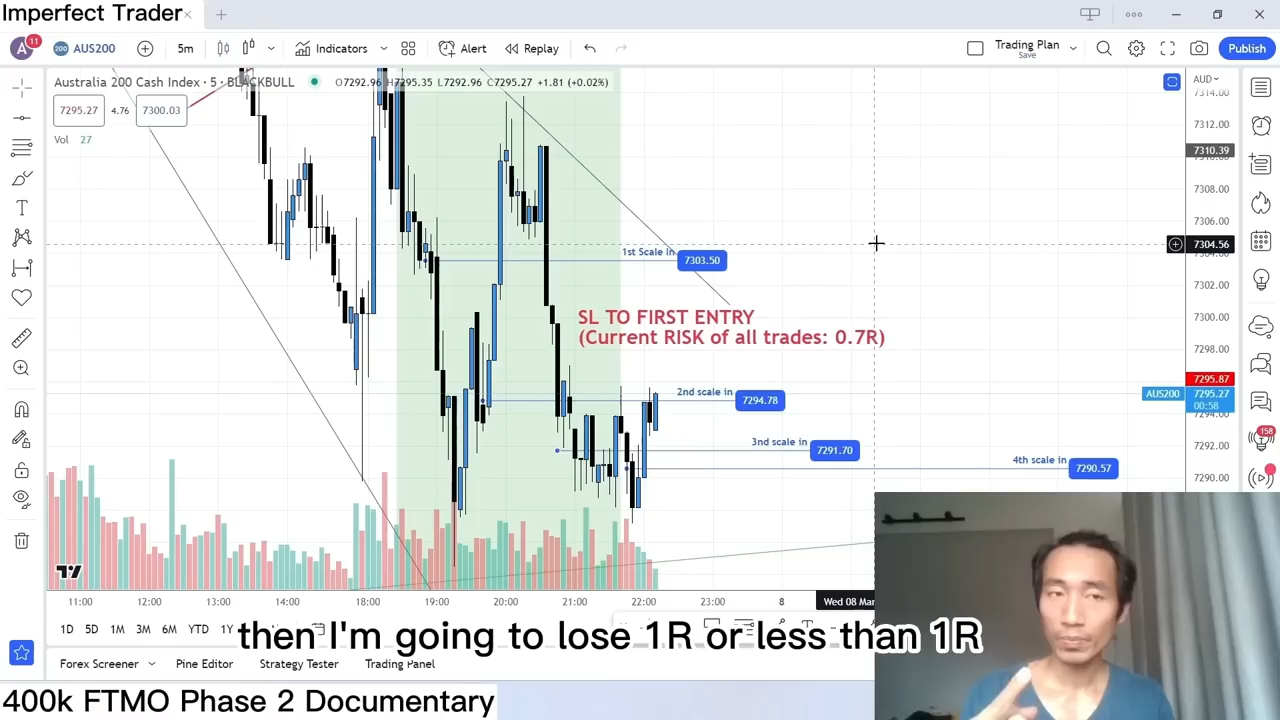 Imperfect Trader
A 11 AUS200 5m Indicators Alert Replay Trading Plan Save Publish
Australia 200 Cash Index · 5 · BLACKBULL O7292.96 H7295.35 L7292.96 C7295.27 +1.81 (+0.02%) AUD
7295.27 4.76 7300.03
Vol 27
7314.00
7312.00
7310.39
7308.00
7306.00
7304.56
7302.00
7300.00
7298.00
7295.87
AUS200 7295.27
00:58
7292.00
7290.00
1st Scale in 7303.50
SL TO FIRST ENTRY
(Current RISK of all trades: 0.7R)
2nd scale in 7294.78
3nd scale in 7291.70
4th scale in 7290.57
158
11:00 12:00 13:00 14:00 18:00 19:00 20:00 21:00 22:00 23:00 8 Wed 08 Mar
1D 5D 1M 3M 6M YTD 1Y
then I'm going to lose 1R or less than 1R
Forex Screener Pine Editor Strategy Tester Trading Panel
400k FTMO Phase 2 Documentary